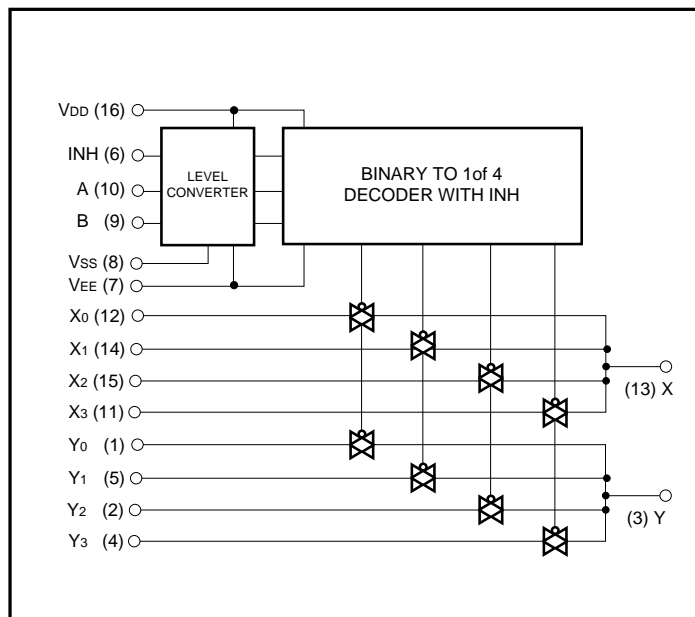 VDD (16)
INH (6)
A (10)
B (9)
VSS (8)
VEE (7)
LEVEL
CONVERTER
BINARY TO 1of 4
DECODER WITH INH
X0 (12)
X1 (14)
X2 (15)
X3 (11)
(13) X
Y0 (1)
Y1 (5)
Y2 (2)
Y3 (4)
(3) Y